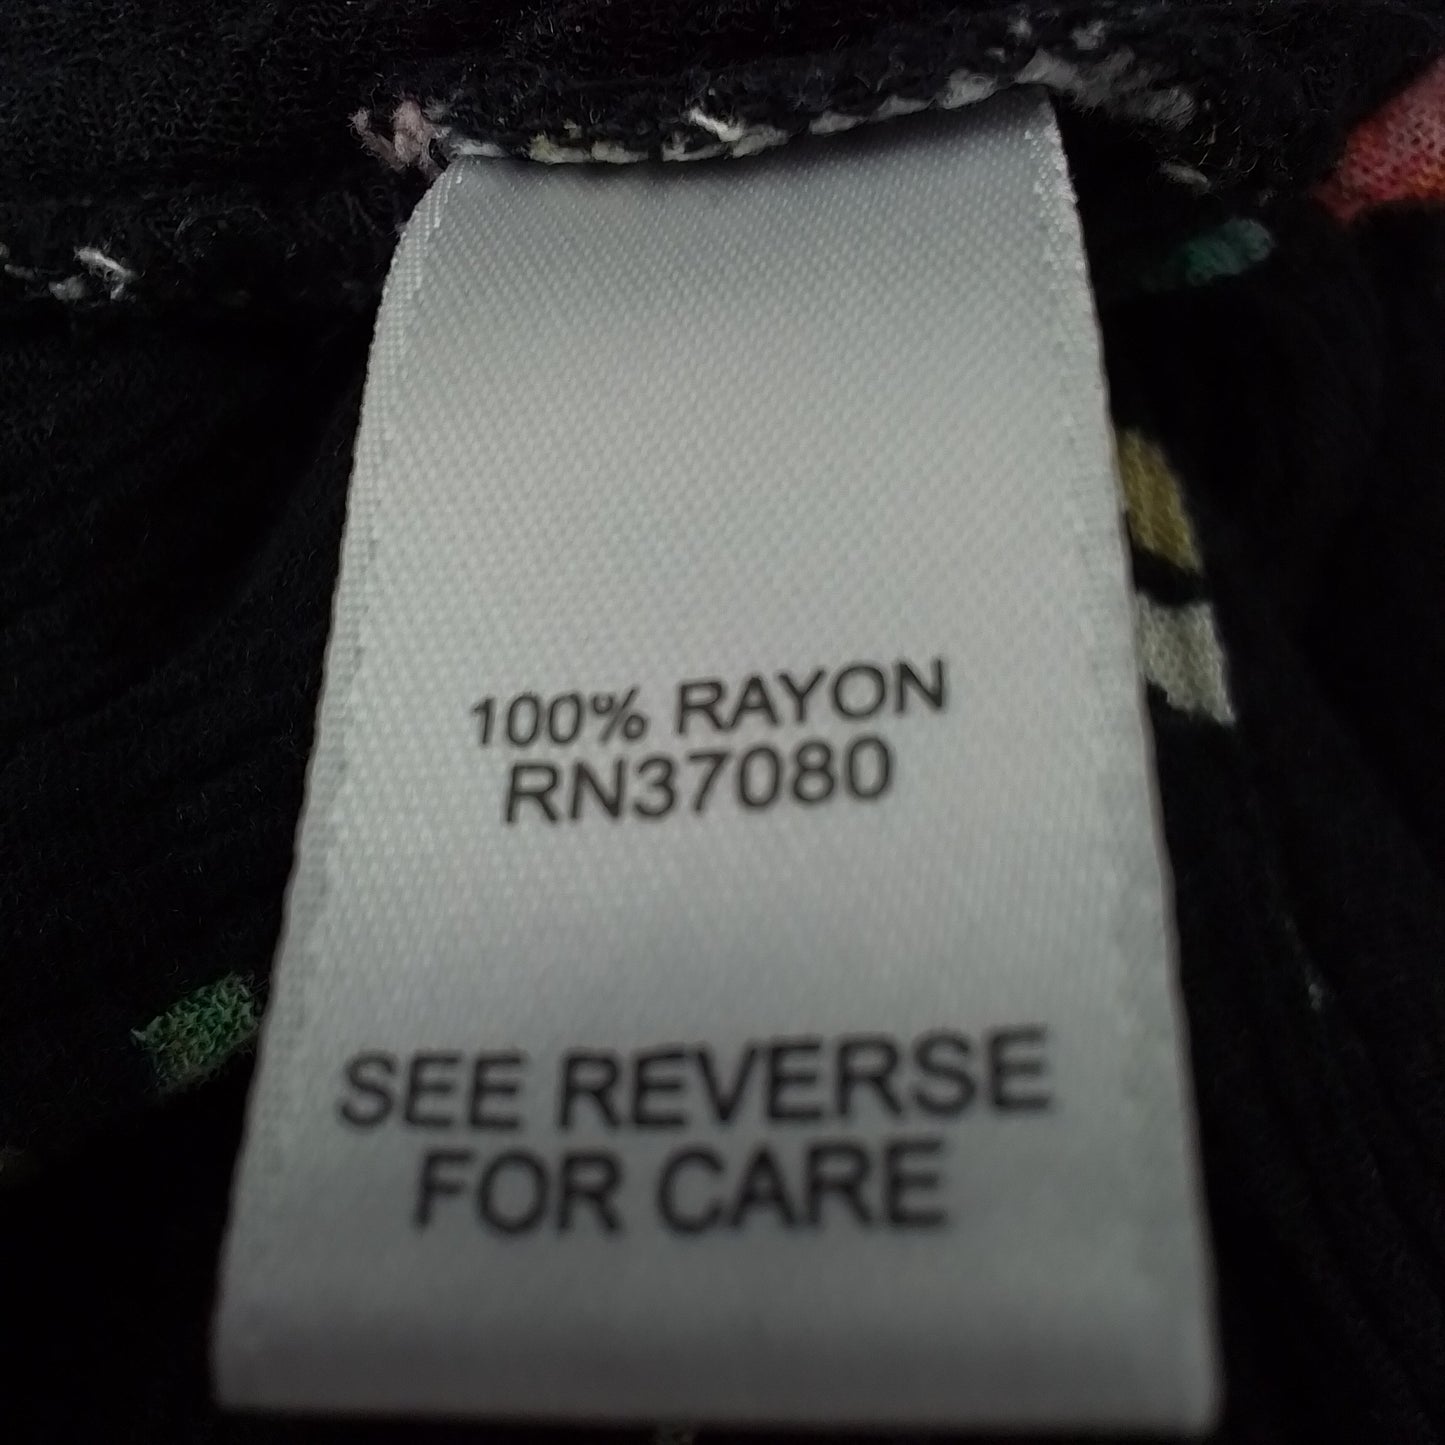 100% RAYON
RN37080
SEE REVERSE
FOR CARE